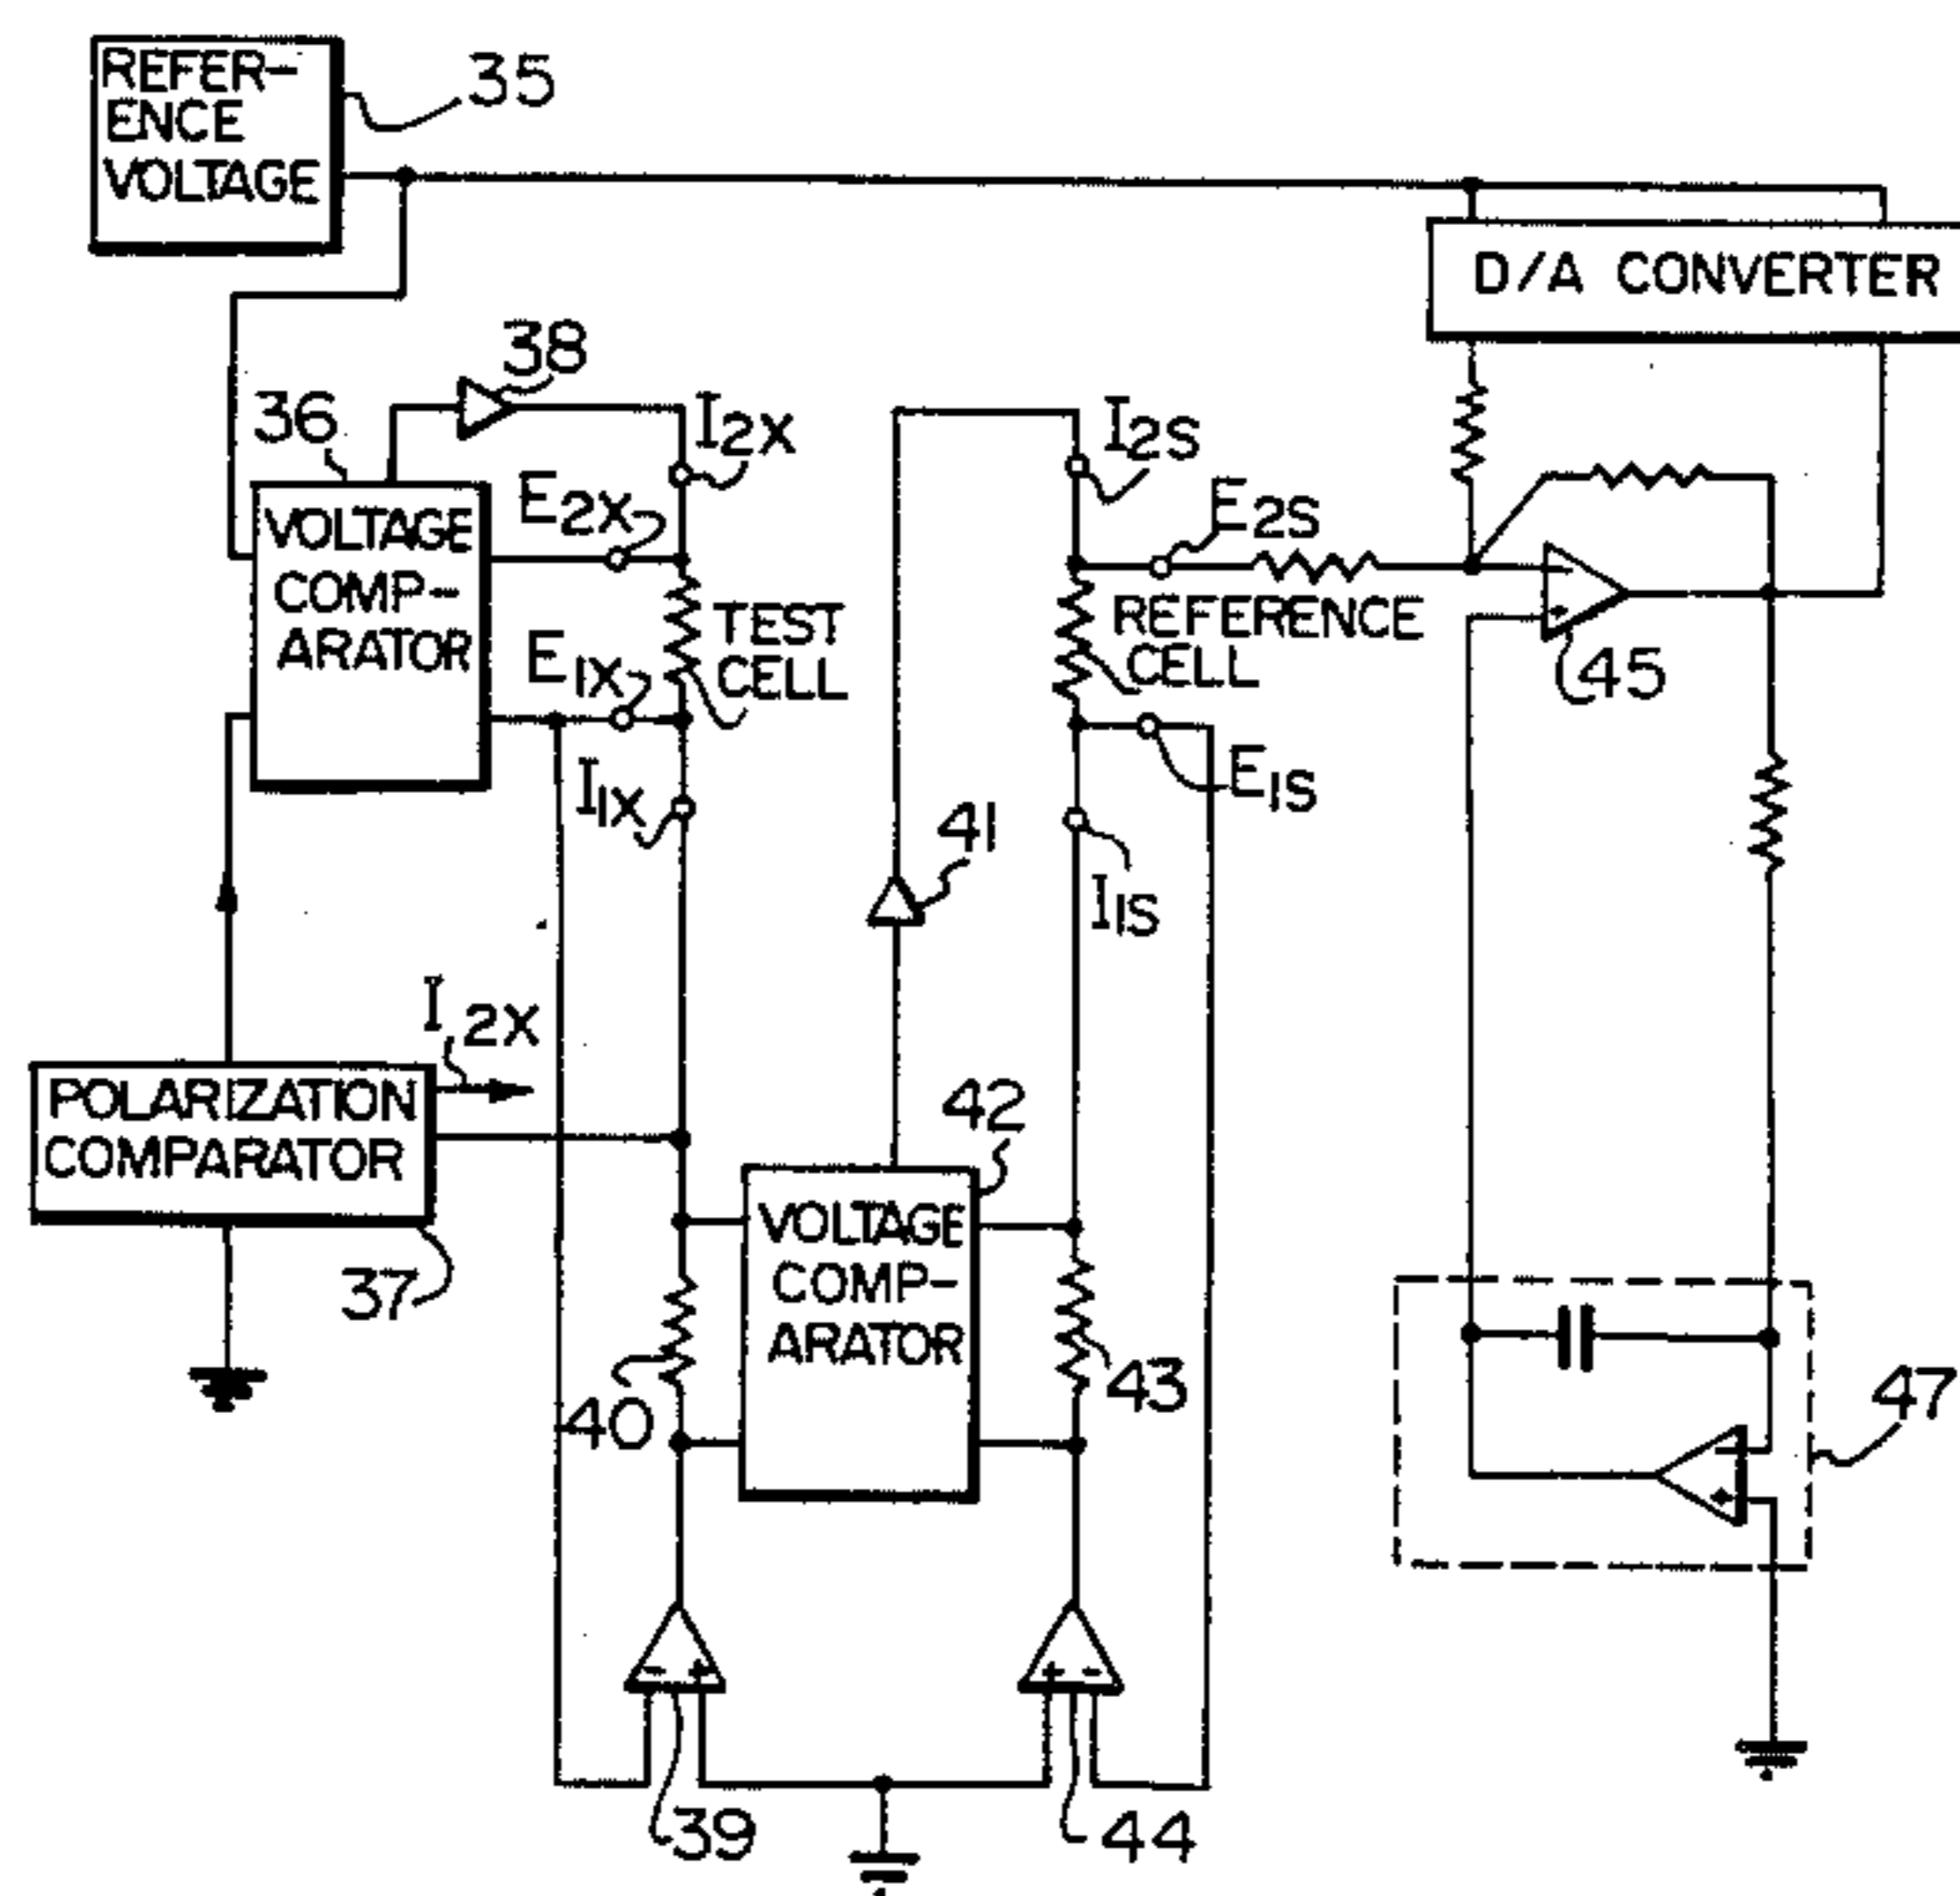 REFER-
ENCE
VOLTAGE
35
D/A CONVERTER
38
36
I2X
I2S
E2X
E2S
VOLTAGE
COMP-
ARATOR
TEST
CELL
REFERENCE
CELL
45
E1X
E1S
I1X
41
I1S
I2X
POLARIZATION
COMPARATOR
37
42
VOLTAGE
COMP-
ARATOR
40
43
47
- +
+ -
-
+
-
+
39
44